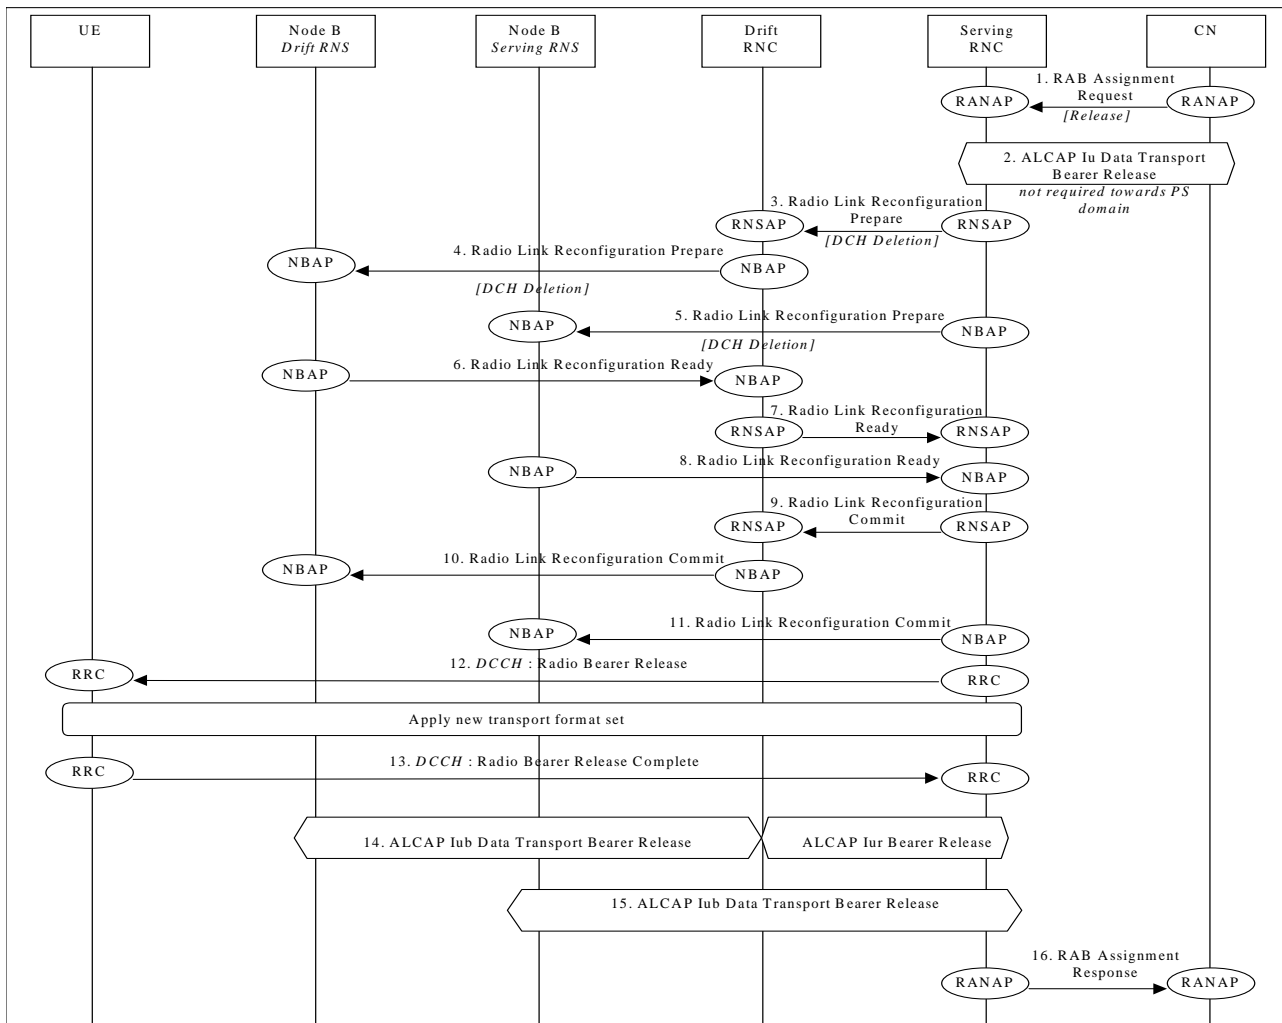 UE
Node B
Drift RNS
Node B
Serving RNS
Drift
RNC
Serving
RNC
CN
1. RAB Assignment
Request
[Release]
RANAP
RANAP
2. ALCAP Iu Data Transport
Bearer Release
not required towards PS
domain
3. Radio Link Reconfiguration
Prepare
[DCH Deletion]
RNSAP
RNSAP
4. Radio Link Reconfiguration Prepare
[DCH Deletion]
NBAP
NBAP
5. Radio Link Reconfiguration Prepare
[DCH Deletion]
NBAP
NBAP
6. Radio Link Reconfiguration Ready
NBAP
NBAP
7. Radio Link Reconfiguration
Ready
RNSAP
RNSAP
8. Radio Link Reconfiguration Ready
NBAP
NBAP
9. Radio Link Reconfiguration
Commit
RNSAP
RNSAP
10. Radio Link Reconfiguration Commit
NBAP
NBAP
11. Radio Link Reconfiguration Commit
NBAP
NBAP
12. DCCH : Radio Bearer Release
RRC
RRC
Apply new transport format set
13. DCCH : Radio Bearer Release Complete
RRC
RRC
14. ALCAP Iub Data Transport Bearer Release
ALCAP Iur Bearer Release
15. ALCAP Iub Data Transport Bearer Release
16. RAB Assignment
Response
RANAP
RANAP